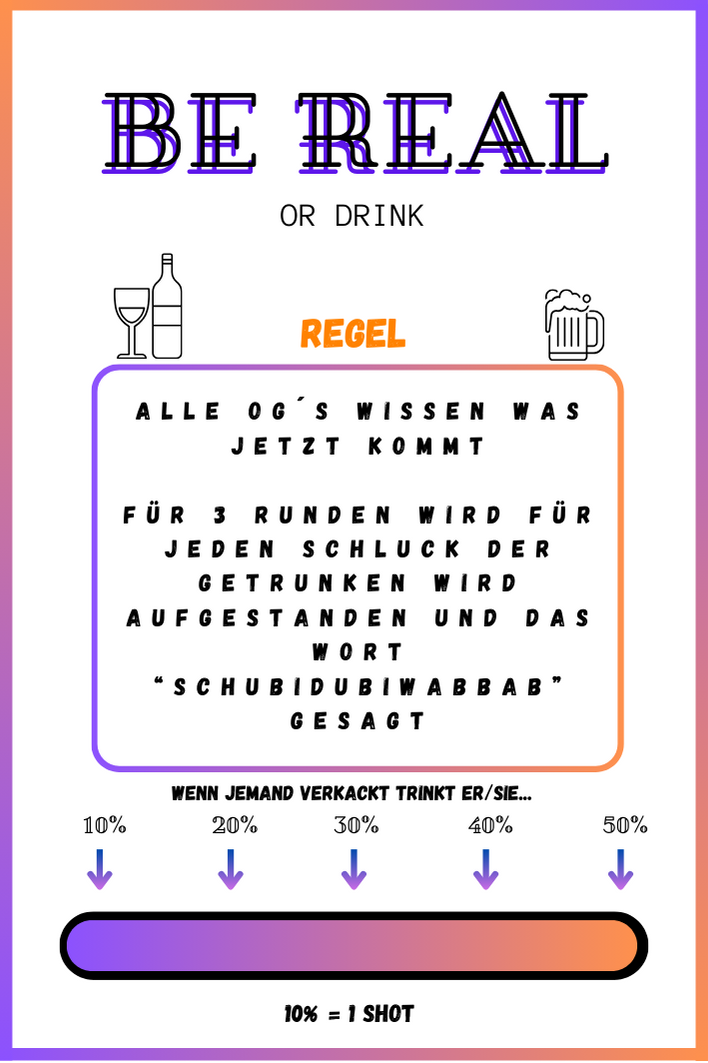 BE REAL
OR DRINK
REGEL
ALLE OG´S WISSEN WAS
JETZT KOMMT
FÜR 3 RUNDEN WIRD FÜR
JEDEN SCHLUCK DER
GETRUNKEN WIRD
AUFGESTANDEN UND DAS
WORT
“SCHUBIDUBIWABBAB”
GESAGT
WENN JEMAND VERKACKT TRINKT ER/SIE...
10% 20% 30% 40% 50%
10% = 1 SHOT